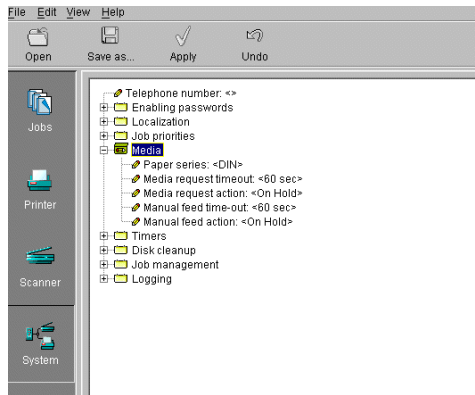 File Edit View Help
Open Save as... Apply Undo
Jobs
Printer
Scanner
System
Telephone number: <>
Enabling passwords
Localization
Job priorities
Media
Paper series: <DIN>
Media request timeout: <60 sec>
Media request action: <On Hold>
Manual feed time-out: <60 sec>
Manual feed action: <On Hold>
Timers
Disk cleanup
Job management
Logging